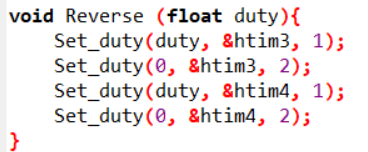 void Reverse (float duty){
    Set_duty(duty, &htim3, 1);
    Set_duty(0, &htim3, 2);
    Set_duty(duty, &htim4, 1);
    Set_duty(0, &htim4, 2);
}